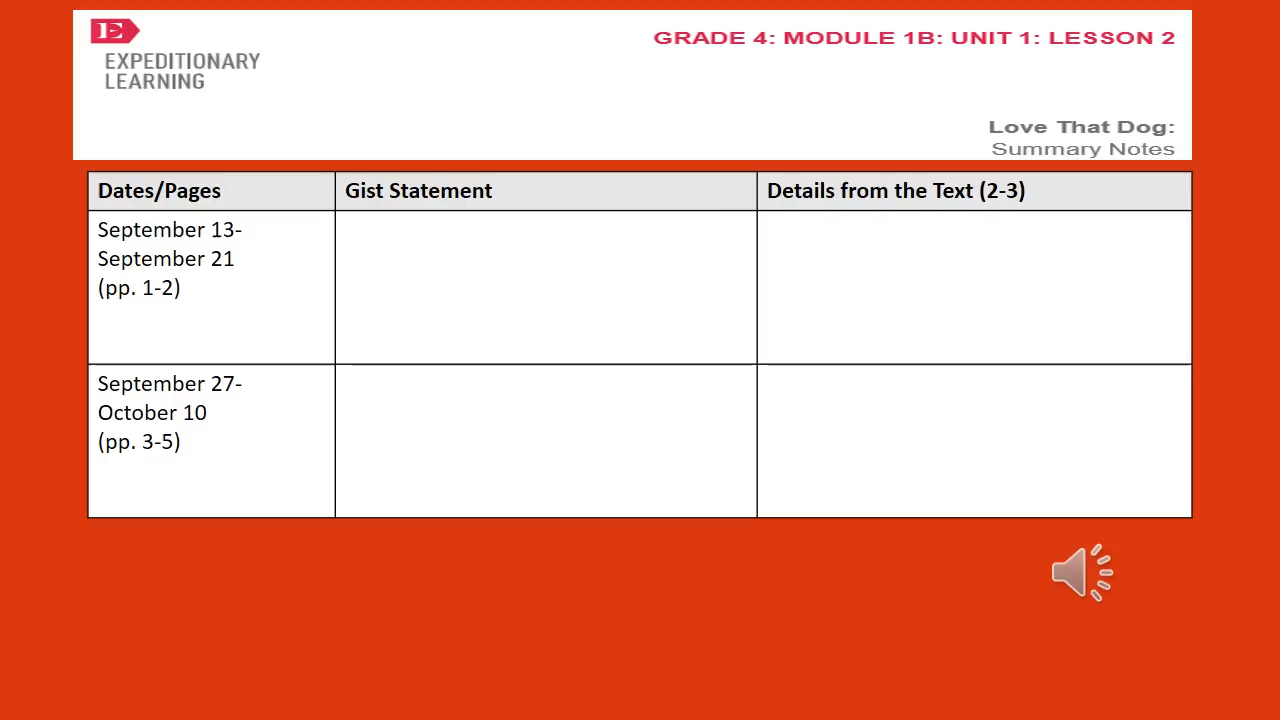 E
EXPEDITIONARY
LEARNING
GRADE 4: MODULE 1B: UNIT 1: LESSON 2
Love That Dog:
Summary Notes
Dates/Pages Gist Statement Details from the Text (2-3)
September 13-
September 21
(pp. 1-2)
September 27-
October 10
(pp. 3-5)